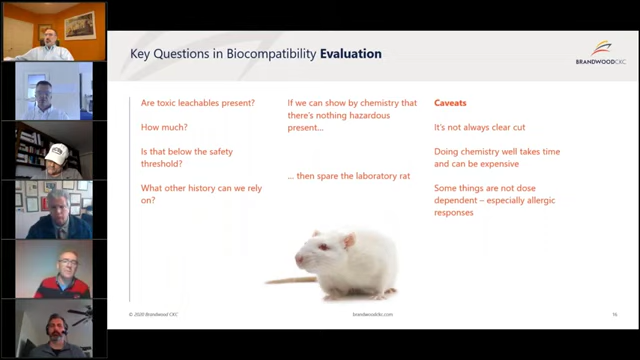 Key Questions in Biocompatibility Evaluation
BRANDWOODCKC
Are toxic leachables present?
How much?
Is that below the safety
threshold?
What other history can we rely
on?
If we can show by chemistry that
there's nothing hazardous
present...
... then spare the laboratory rat
Caveats
It's not always clear cut
Doing chemistry well takes time
and can be expensive
Some things are not dose
dependent – especially allergic
responses
© 2020 Brandwood CKC
brandwoodckc.com
16